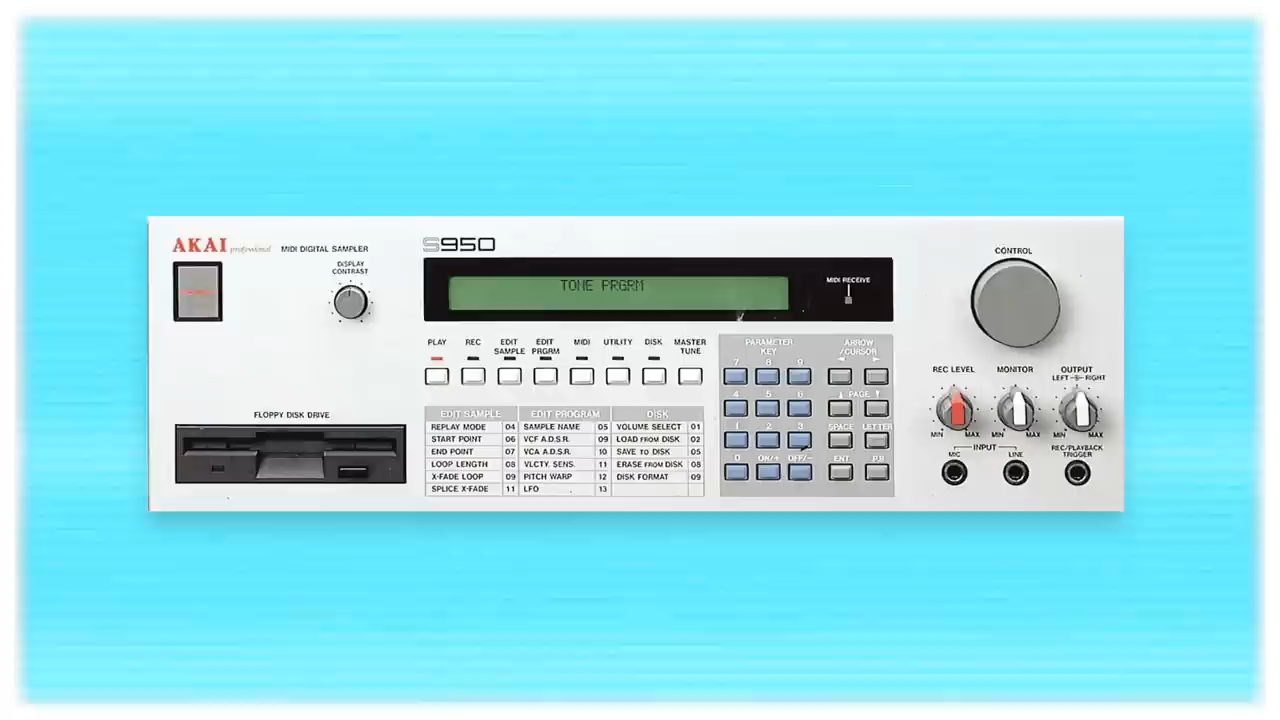 AKAI professional MIDI DIGITAL SAMPLER
S950
DISPLAY
CONTRAST
TONE PRGRM
MIDI RECEIVE
CONTROL
PLAY REC EDIT SAMPLE EDIT PRGRM MIDI UTILITY DISK MASTER TUNE
PARAMETER
KEY
ARROW
/CURSOR
7 8 9
4 5 6 PAGE
1 2 3 SPACE LETTER
0 ON/+ OFF/- ENT P.B
REC LEVEL MONITOR OUTPUT
LEFT -S- RIGHT
MIN MAX MIN MAX MIN MAX
INPUT
MIC LINE
REC/PLAYBACK
TRIGGER
FLOPPY DISK DRIVE
EDIT SAMPLE EDIT PROGRAM DISK
REPLAY MODE 04 SAMPLE NAME 05 VOLUME SELECT 01
START POINT 06 VCF A.D.S.R. 09 LOAD FROM DISK 02
END POINT 07 VCA A.D.S.R. 10 SAVE TO DISK 05
LOOP LENGTH 08 VLCTY. SENS. 11 ERASE FROM DISK 08
X-FADE LOOP 09 PITCH WARP 12 DISK FORMAT 09
SPLICE X-FADE 11 LFO 13